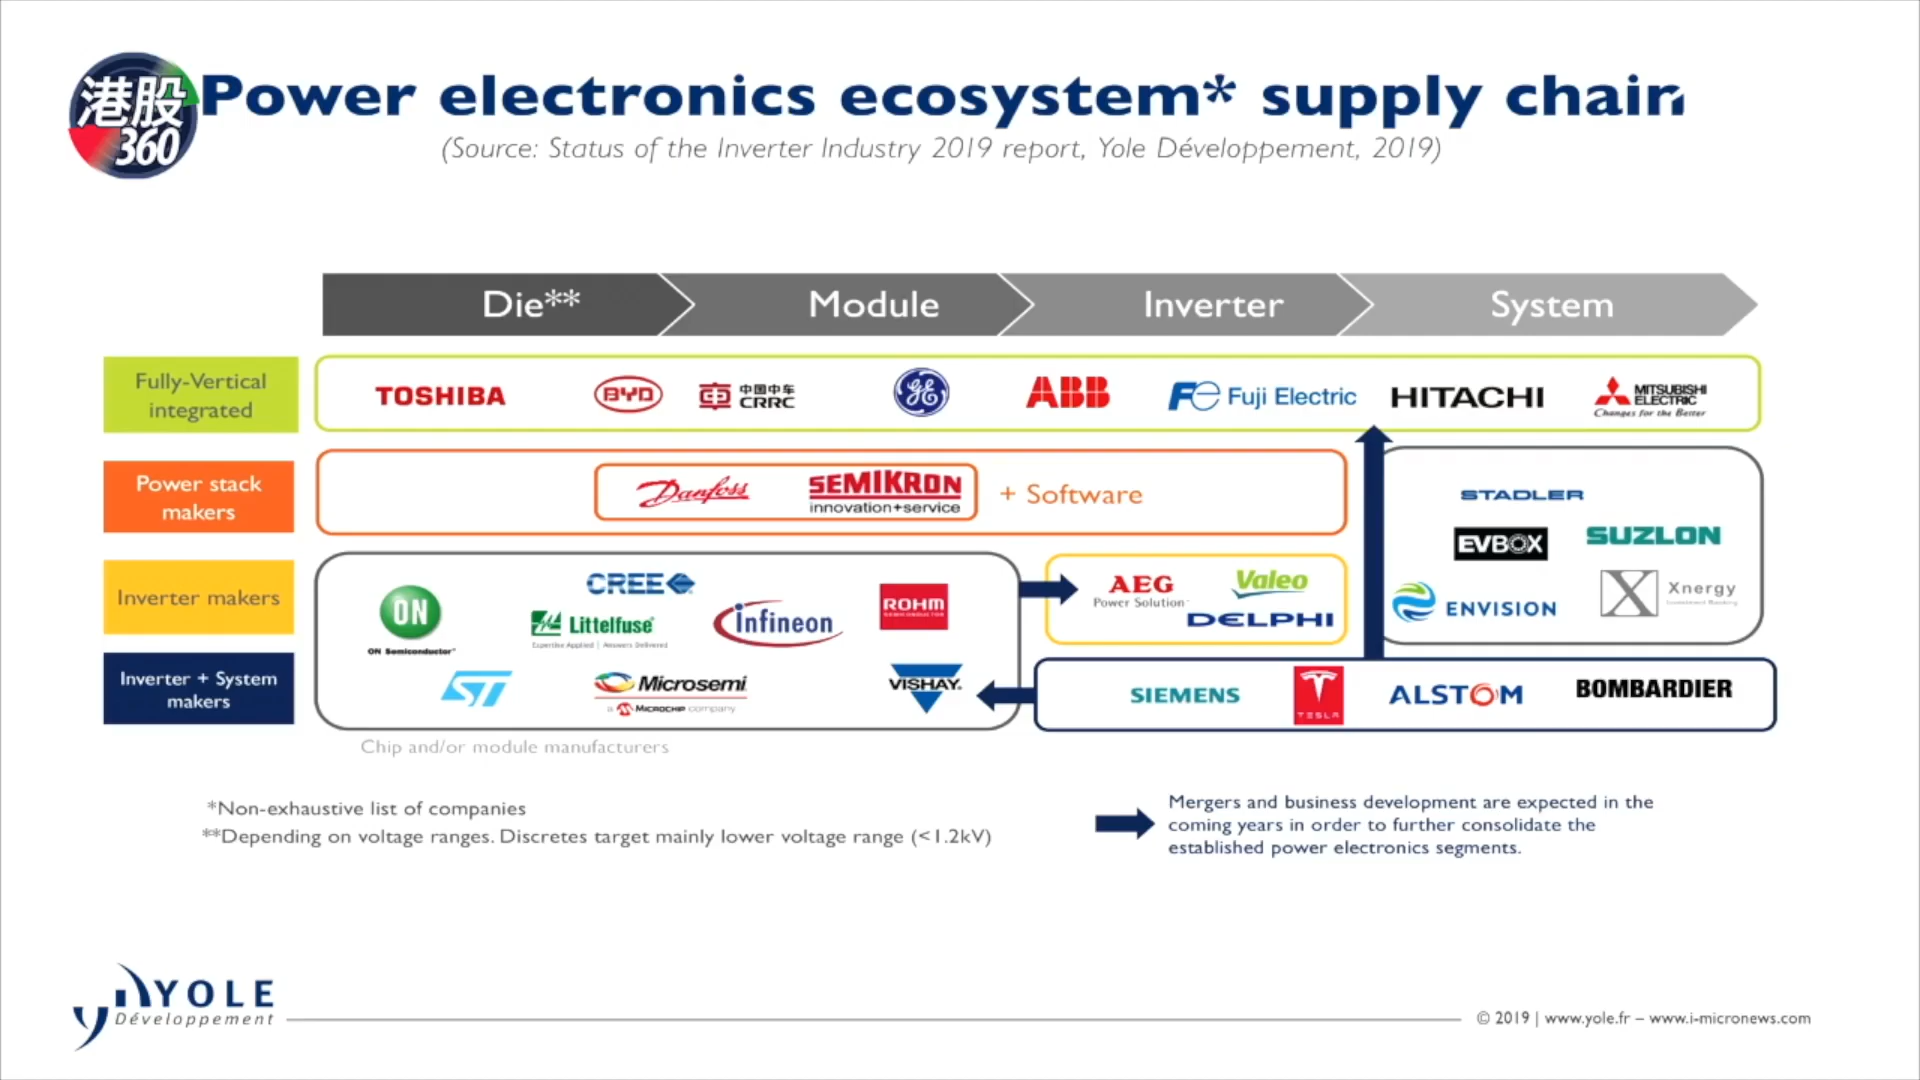 港股
360
Power electronics ecosystem* supply chain
(Source: Status of the Inverter Industry 2019 report, Yole Développement, 2019)
Die**
Module
Inverter
System
Fully-Vertical
integrated
TOSHIBA
BYD
中国中车
CRRC
GE
ABB
Fe Fuji Electric
HITACHI
MITSUBISHI
ELECTRIC
Changes for the Better
Power stack
makers
Danfoss
SEMIKRON
innovation+service
+ Software
STADLER
EVBOX
SUZLON
ENVISION
X
Xnergy
Inverter makers
ON
ON Semiconductor
CREE
Littelfuse
Expertise Applied | Answers Delivered
infineon
ROHM
SEMICONDUCTOR
AEG
Power Solution
Valeo
DELPHI
Inverter + System
makers
ST
Microsemi
a MICROCHIP company
VISHAY.
SIEMENS
TESLA
ALSTOM
BOMBARDIER
Chip and/or module manufacturers
*Non-exhaustive list of companies
**Depending on voltage ranges. Discretes target mainly lower voltage range (<1.2kV)
Mergers and business development are expected in the
coming years in order to further consolidate the
established power electronics segments.
YOLE
Développement
© 2019 | www.yole.fr – www.i-micronews.com